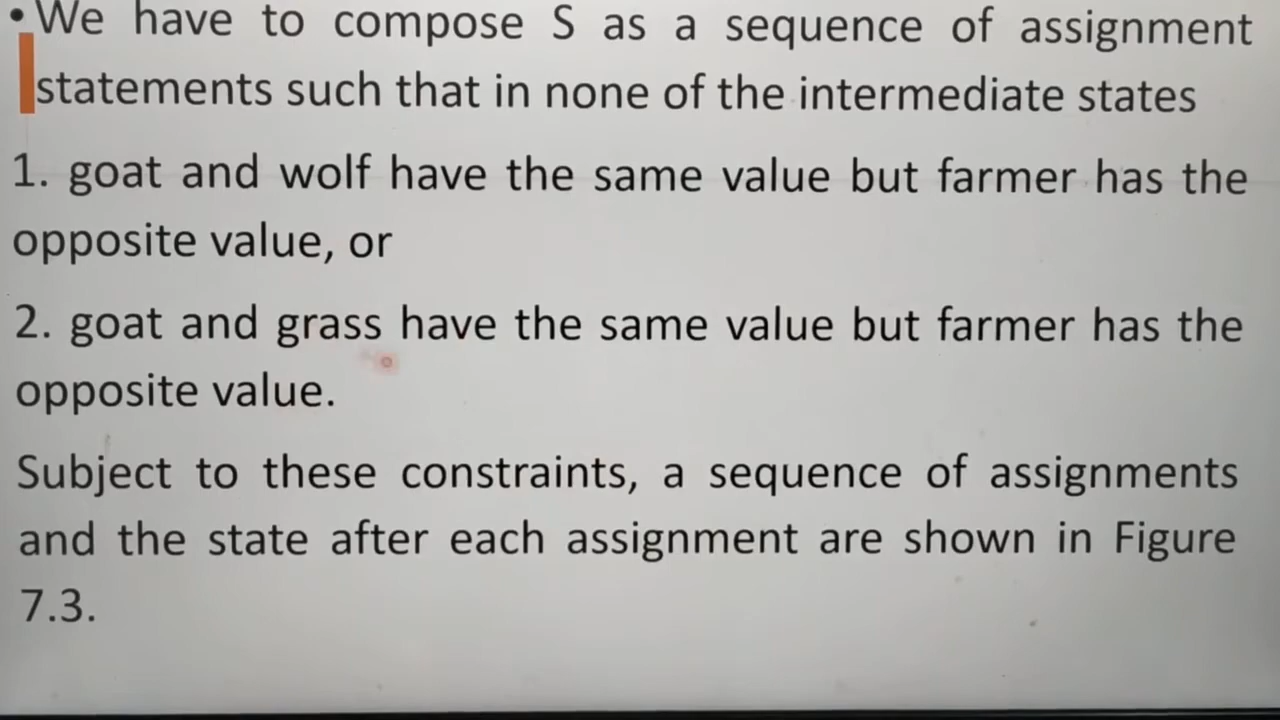 • We have to compose S as a sequence of assignment
statements such that in none of the intermediate states
1. goat and wolf have the same value but farmer has the
opposite value, or
2. goat and grass have the same value but farmer has the
opposite value.
Subject to these constraints, a sequence of assignments
and the state after each assignment are shown in Figure
7.3.